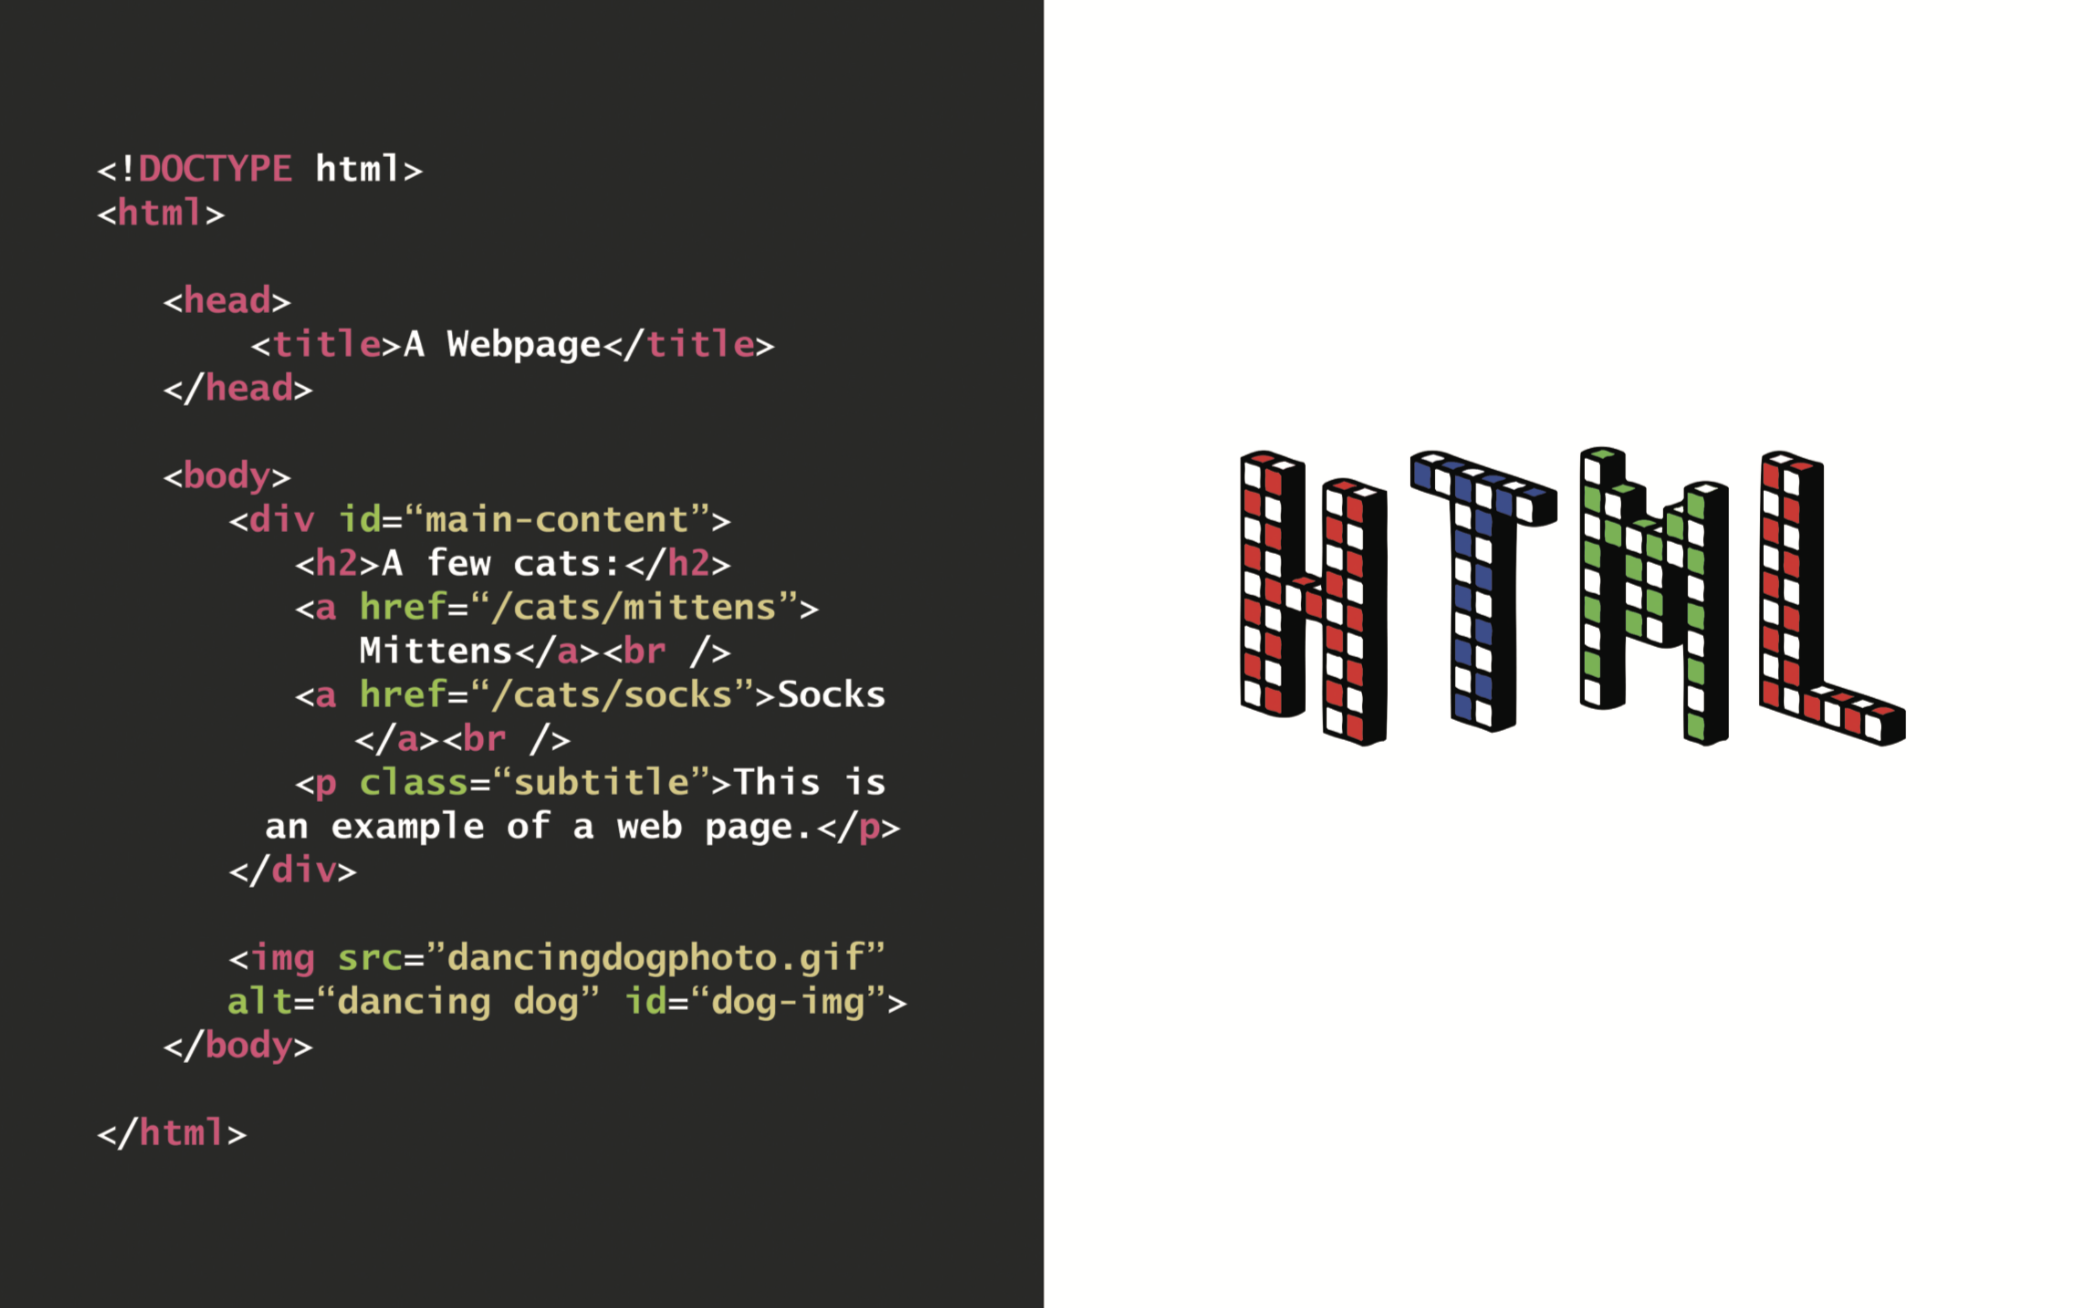 <!DOCTYPE html>
<html>
<head>
<title>A Webpage</title>
</head>
<body>
<div id=“main-content”>
<h2>A few cats:</h2>
<a href=“/cats/mittens”>
Mittens</a><br />
<a href=“/cats/socks”>Socks
</a><br />
<p class=“subtitle”>This is
an example of a web page.</p>
</div>
<img src=”dancingdogphoto.gif”
alt=“dancing dog” id=“dog-img”>
</body>
</html>
HTML